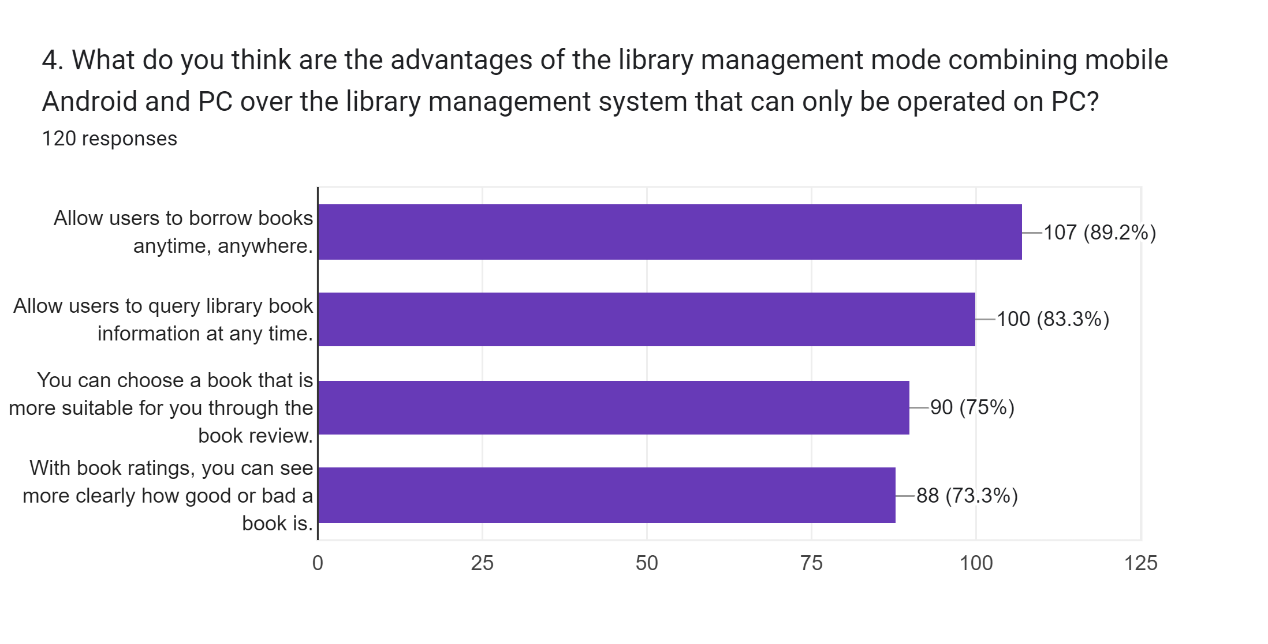 4. What do you think are the advantages of the library management mode combining mobile
Android and PC over the library management system that can only be operated on PC?
120 responses
Allow users to borrow books
anytime, anywhere.
107 (89.2%)
Allow users to query library book
information at any time.
100 (83.3%)
You can choose a book that is
more suitable for you through the
book review.
90 (75%)
With book ratings, you can see
more clearly how good or bad a
book is.
88 (73.3%)
0 25 50 75 100 125